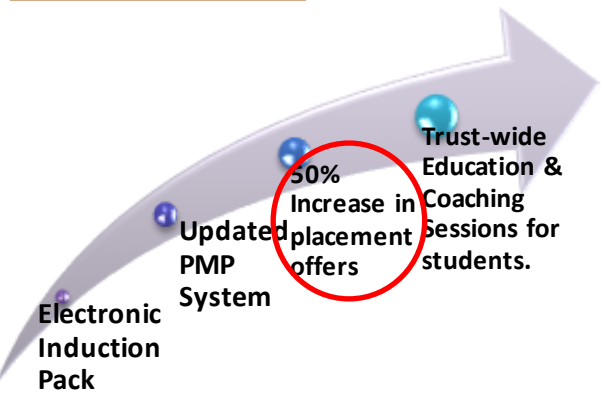 Electronic
Induction
Pack
Updated
PMP
System
50%
Increase in
placement
offers
Trust-wide
Education &
Coaching
Sessions for
students.